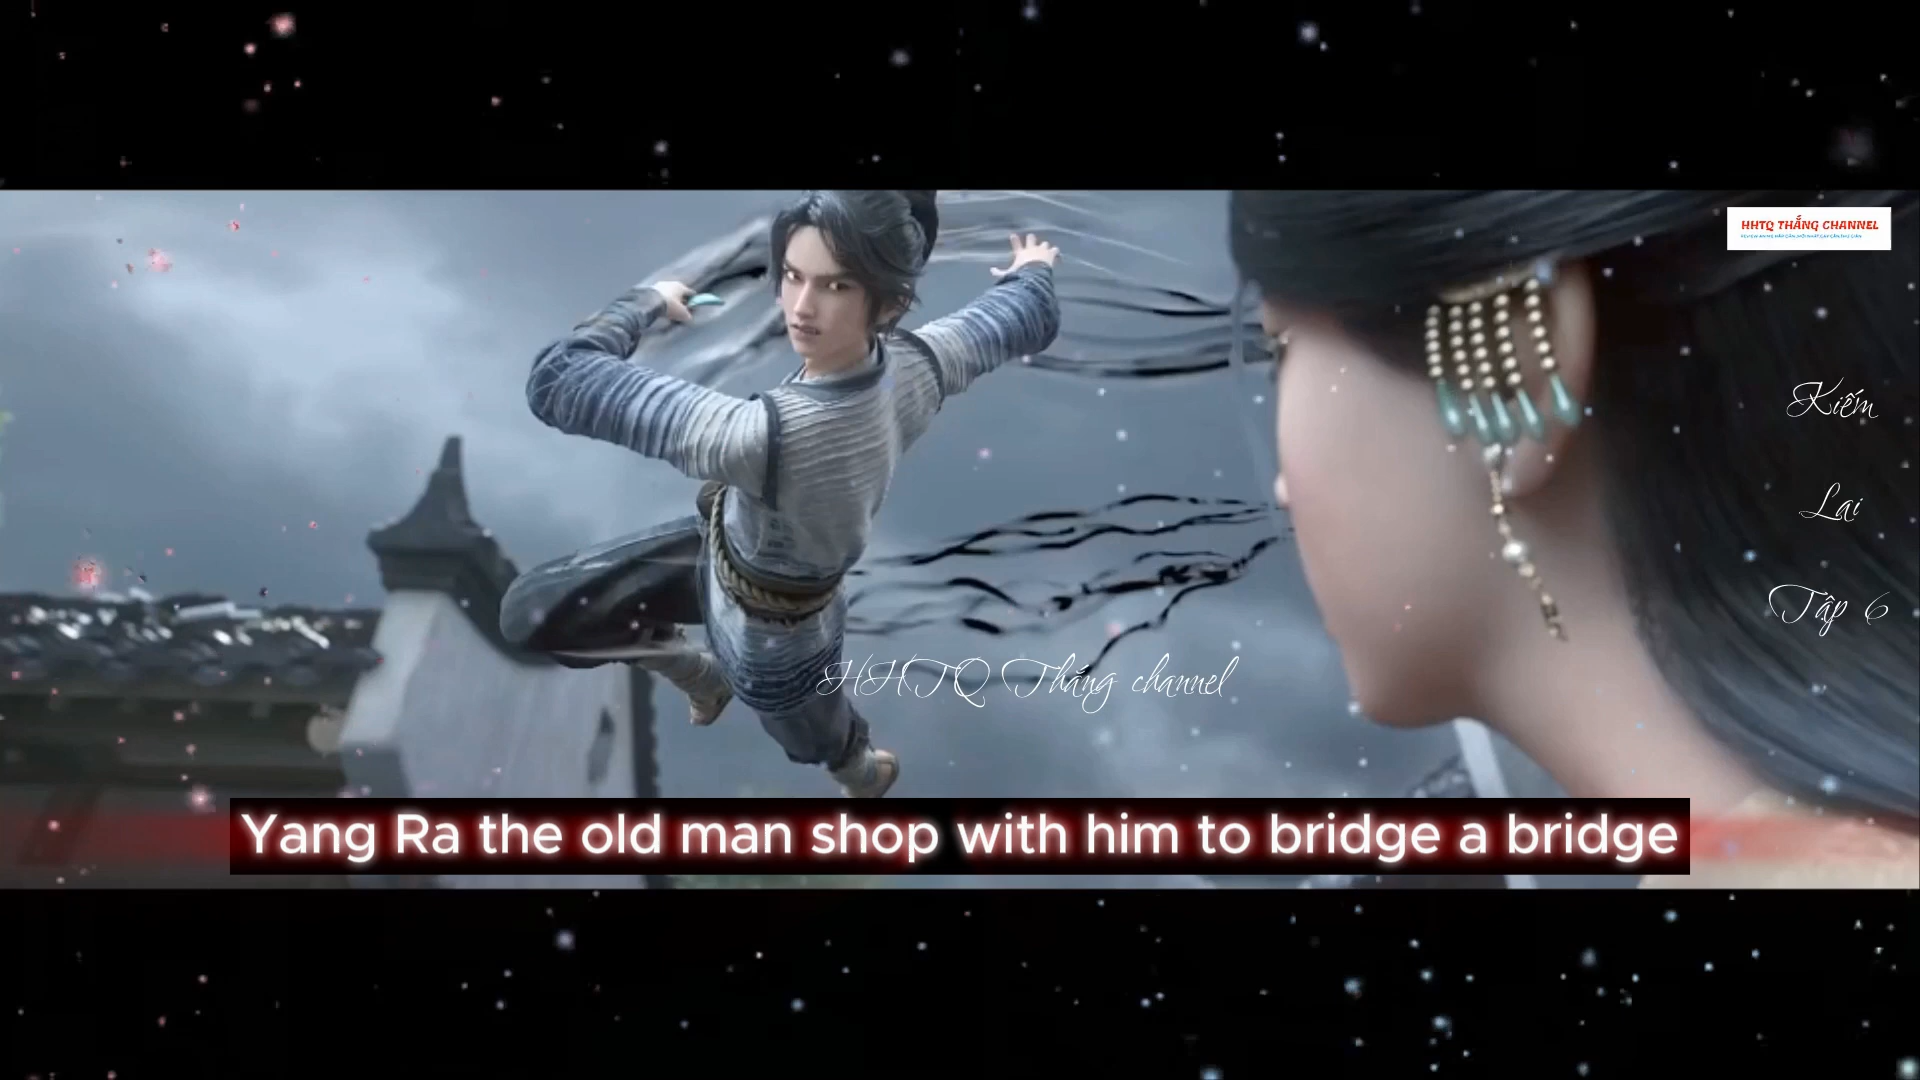 HHTQ THẮNG CHANNEL
Kiếm
Lai
Tập 6
HHTQ Thắng channel
Yang Ra the old man shop with him to bridge a bridge